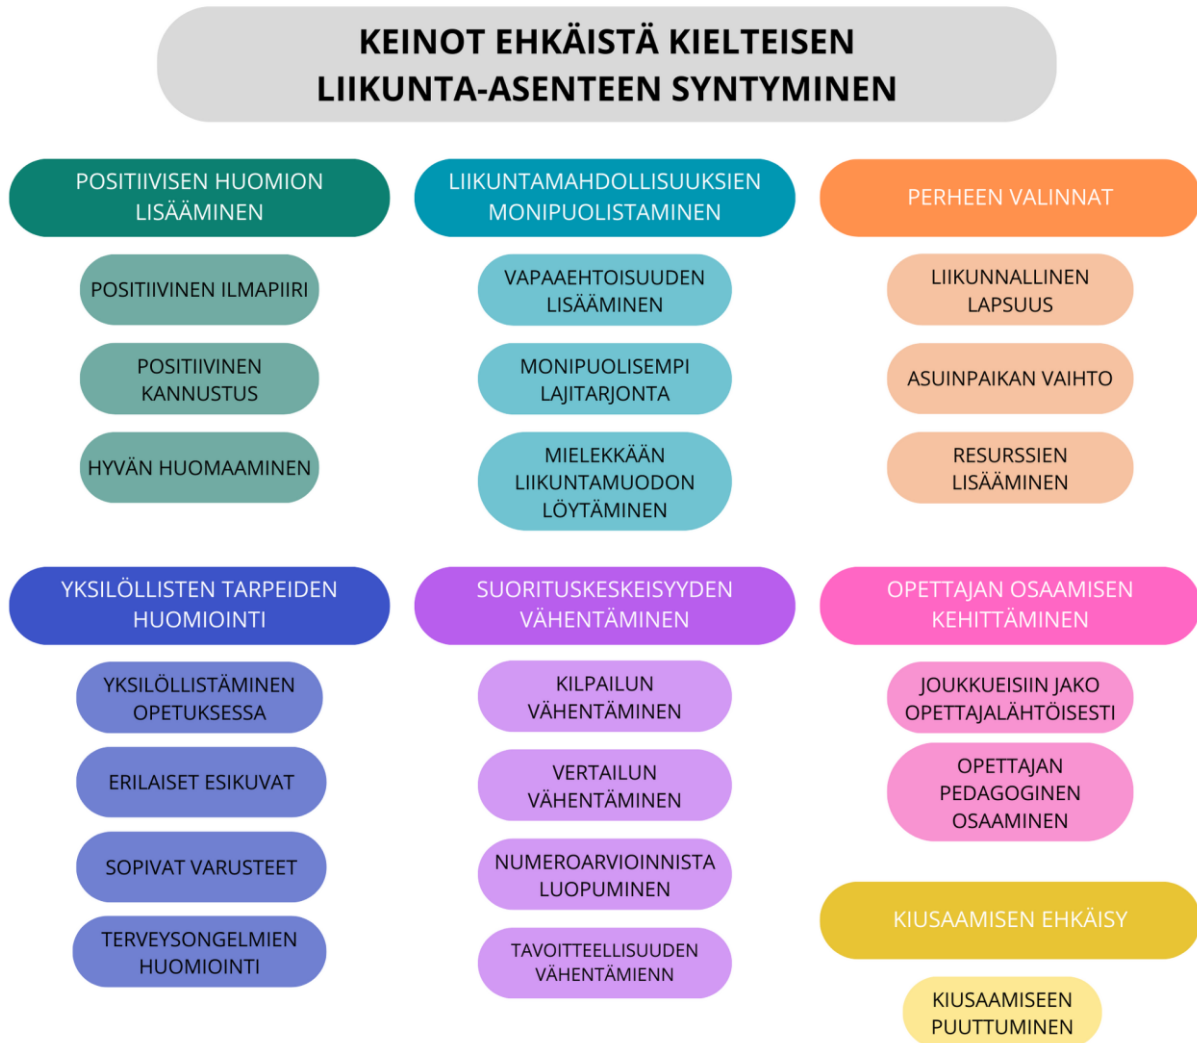 KEINOT EHKÄISTÄ KIELTEISEN
LIIKUNTA-ASENTEEN SYNTYMINEN
POSITIIVISEN HUOMION
LISÄÄMINEN
POSITIIVINEN ILMAPIIRI
POSITIIVINEN
KANNUSTUS
HYVÄN HUOMAAMINEN
LIIKUNTAMAHDOLLISUUKSIEN
MONIPUOLISTAMINEN
VAPAAEHTOISUUDEN
LISÄÄMINEN
MONIPUOLISEMPI
LAJITARJONTA
MIELEKKÄÄN
LIIKUNTAMUODON
LÖYTÄMINEN
PERHEEN VALINNAT
LIIKUNNALLINEN
LAPSUUS
ASUINPAIKAN VAIHTO
RESURSSIEN
LISÄÄMINEN
YKSILÖLLISTEN TARPEIDEN
HUOMIOINTI
YKSILÖLLISTÄMINEN
OPETUKSESSA
ERILAISET ESIKUVAT
SOPIVAT VARUSTEET
TERVEYSONGELMIEN
HUOMIOINTI
SUORITUSKESKEISYYDEN
VÄHENTÄMINEN
KILPAILUN
VÄHENTÄMINEN
VERTAILUN
VÄHENTÄMINEN
NUMEROARVIOINNISTA
LUOPUMINEN
TAVOITTEELLISUUDEN
VÄHENTÄMIENN
OPETTAJAN OSAAMISEN
KEHITTÄMINEN
JOUKKUEISIIN JAKO
OPETTAJALÄHTÖISESTI
OPETTAJAN
PEDAGOGINEN
OSAAMINEN
KIUSAAMISEN EHKÄISY
KIUSAAMISEEN
PUUTTUMINEN